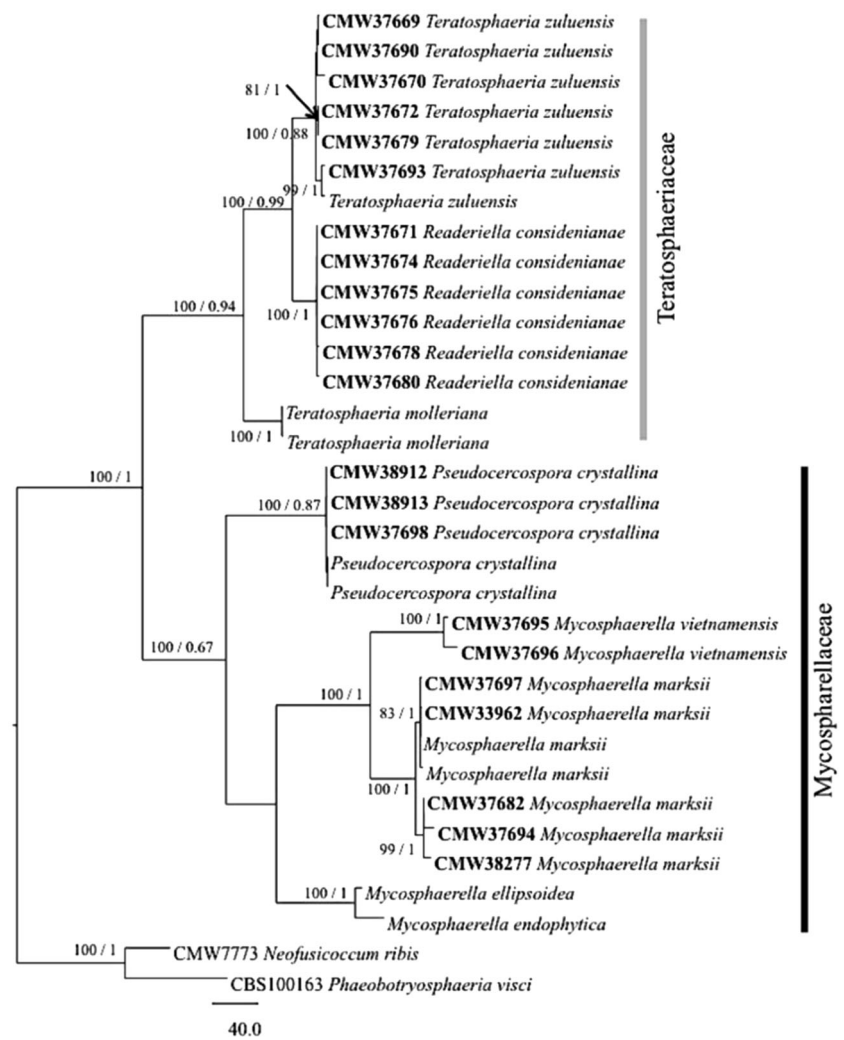 CMW37669 Teratosphaeria zuluensis
CMW37690 Teratosphaeria zuluensis
CMW37670 Teratosphaeria zuluensis
81 / 1
CMW37672 Teratosphaeria zuluensis
100 / 0.88
CMW37679 Teratosphaeria zuluensis
CMW37693 Teratosphaeria zuluensis
99 / 1
Teratosphaeria zuluensis
100 / 0.99
CMW37671 Readeriella considenianae
CMW37674 Readeriella considenianae
CMW37675 Readeriella considenianae
100 / 1
CMW37676 Readeriella considenianae
CMW37678 Readeriella considenianae
CMW37680 Readeriella considenianae
100 / 0.94
Teratosphaeria molleriana
100 / 1
Teratosphaeria molleriana
Teratosphaeriaceae
CMW38912 Pseudocercospora crystallina
100 / 1
CMW38913 Pseudocercospora crystallina
100 / 0.87
CMW37698 Pseudocercospora crystallina
Pseudocercospora crystallina
Pseudocercospora crystallina
100 / 1
CMW37695 Mycosphaerella vietnamensis
100 / 0.67
CMW37696 Mycosphaerella vietnamensis
CMW37697 Mycosphaerella marksii
100 / 1
83 / 1
CMW33962 Mycosphaerella marksii
Mycosphaerella marksii
Mycosphaerella marksii
100 / 1
CMW37682 Mycosphaerella marksii
CMW37694 Mycosphaerella marksii
99 / 1
CMW38277 Mycosphaerella marksii
100 / 1
Mycosphaerella ellipsoidea
Mycosphaerella endophytica
Mycospharellaceae
100 / 1
CMW7773 Neofusicoccum ribis
CBS100163 Phaeobotryosphaeria visci
40.0